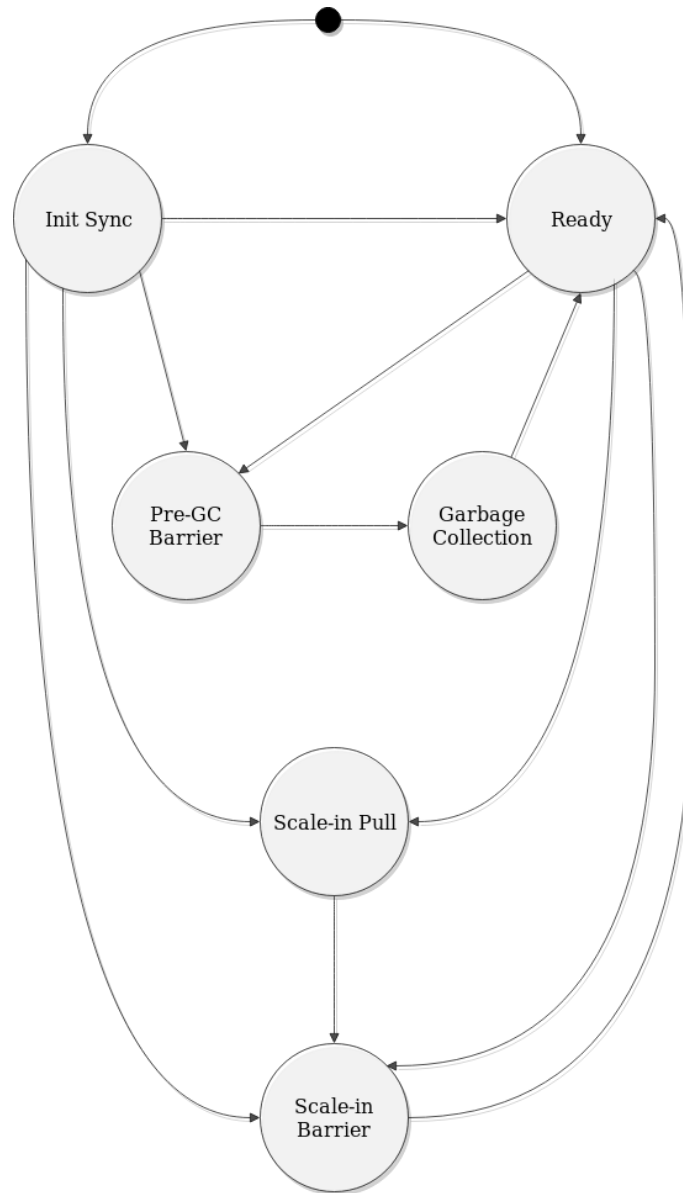 Init Sync
Ready
Pre-GC
Barrier
Garbage
Collection
Scale-in Pull
Scale-in
Barrier